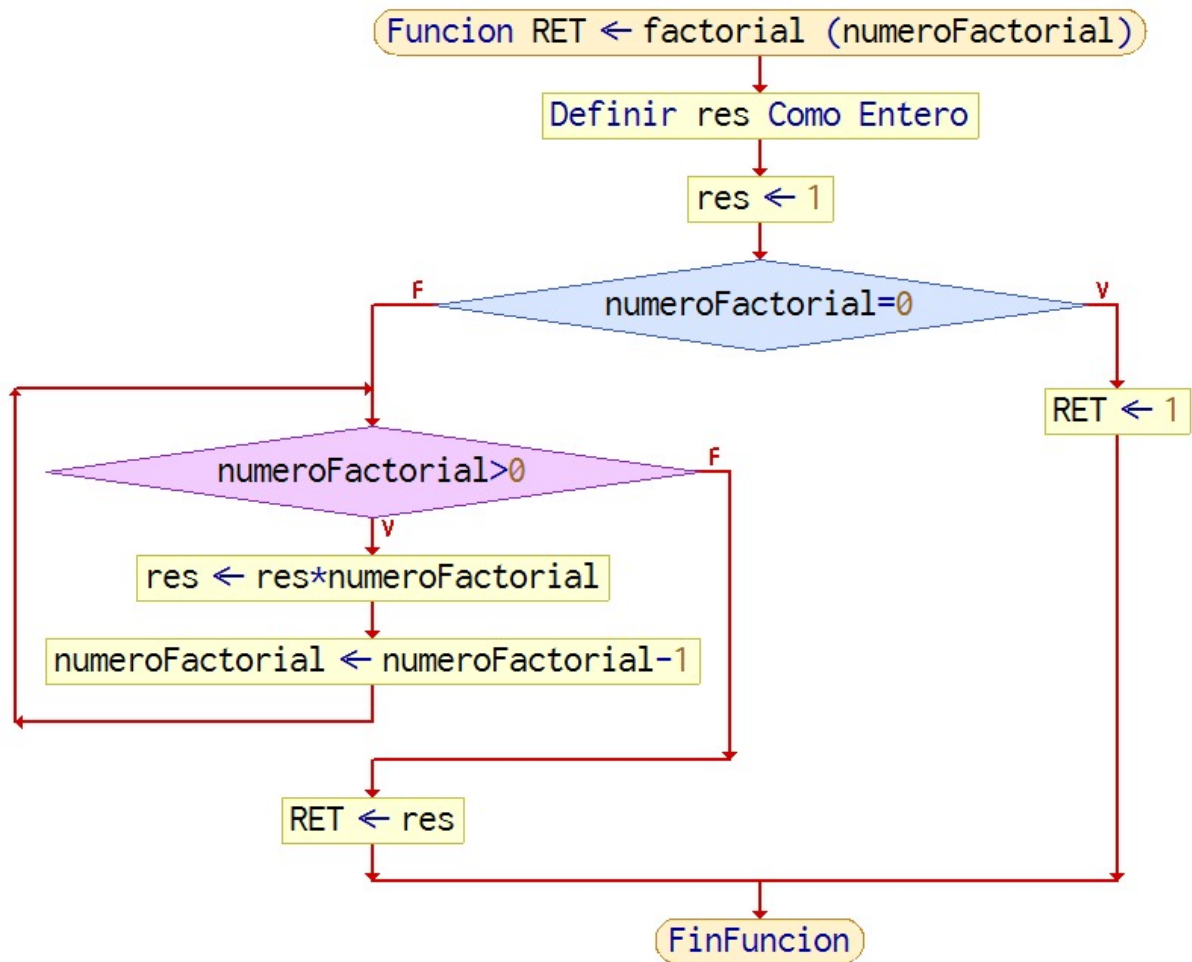 Funcion RET ← factorial (numeroFactorial)
Definir res Como Entero
res ← 1
numeroFactorial=0
F
V
RET ← 1
numeroFactorial>0
F
V
res ← res*numeroFactorial
numeroFactorial ← numeroFactorial-1
RET ← res
FinFuncion